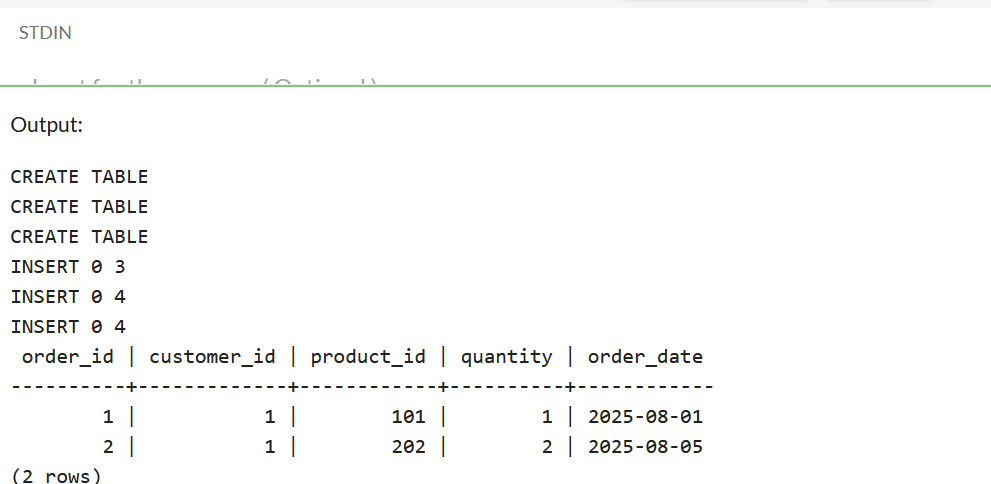 STDIN
Output:
CREATE TABLE
CREATE TABLE
CREATE TABLE
INSERT 0 3
INSERT 0 4
INSERT 0 4
 order_id | customer_id | product_id | quantity | order_date
----------+-------------+------------+----------+------------
        1 |           1 |        101 |        1 | 2025-08-01
        2 |           1 |        202 |        2 | 2025-08-05
(2 rows)